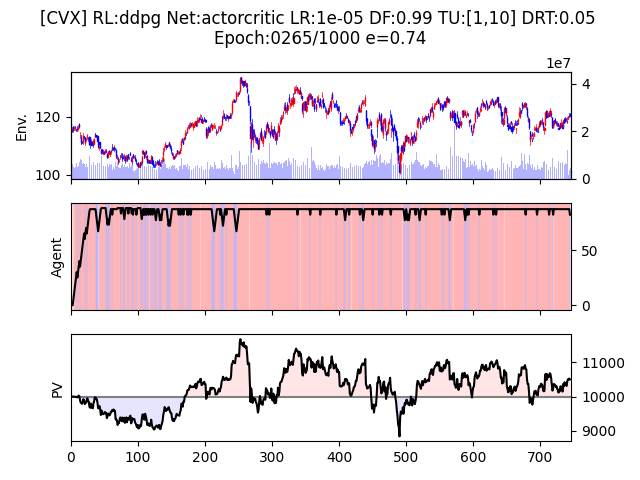 [CVX] RL:ddpg Net:actorcritic LR:1e-05 DF:0.99 TU:[1,10] DRT:0.05
Epoch:0265/1000 e=0.74
1e7
Env.
120
100
4
2
0
Agent
50
0
PV
11000
10000
9000
0 100 200 300 400 500 600 700